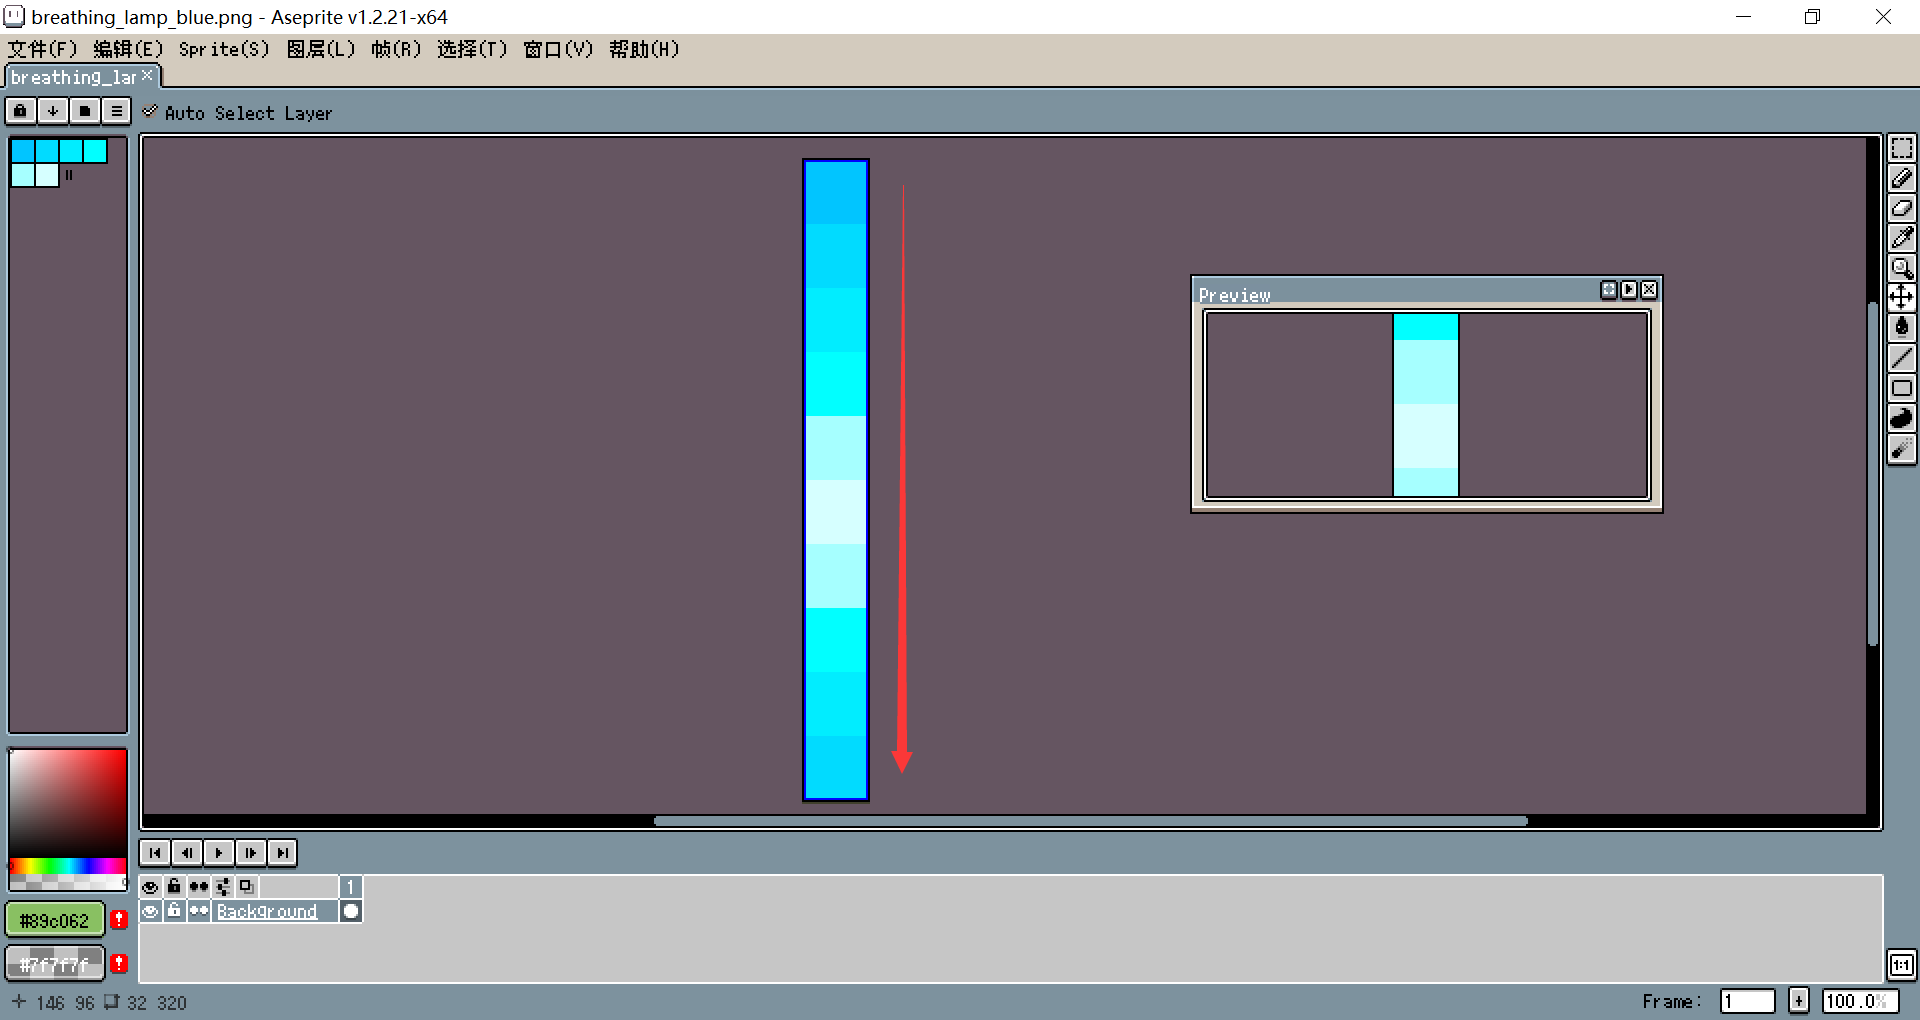 breathing_lamp_blue.png - Aseprite v1.2.21-x64
文件(F) 编辑(E) Sprite(S) 图层(L) 帧(R) 选择(T) 窗口(V) 帮助(H)
breathing_lar
Auto Select Layer
Preview
1
Background
#89c062
#7f7f7f
1:1
146 96 32 320
Frame: 1 + 100.0%